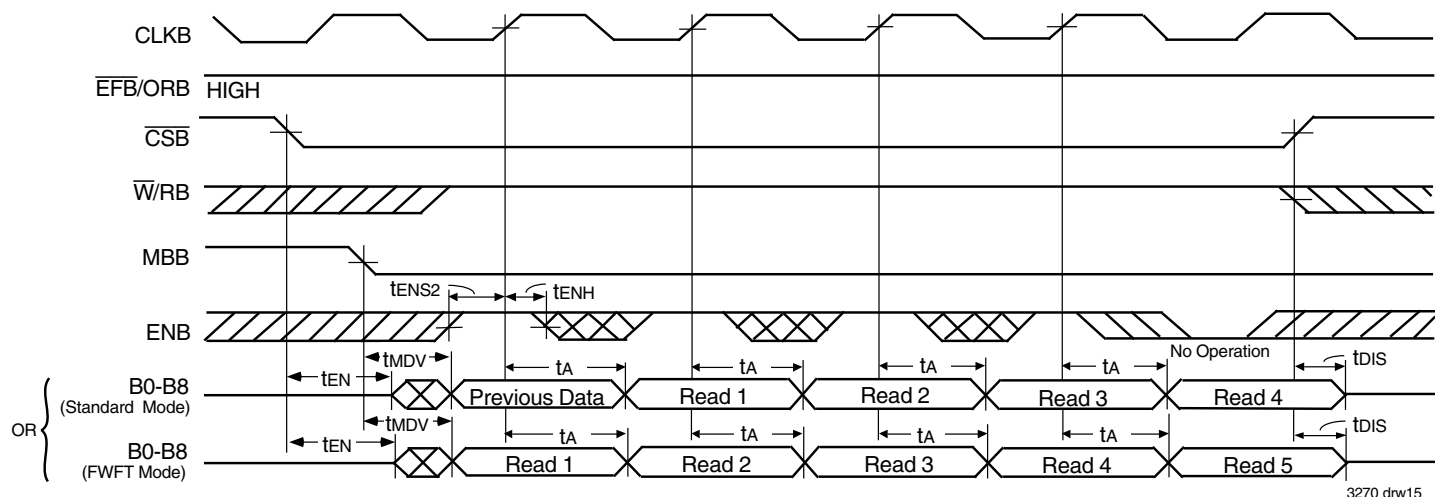 CLKB
EFB/ORB HIGH
CSB
W/RB
MBB
tENS2 tENH
ENB
No Operation
tMDV tA tA tA tA tDIS
tEN
B0-B8 Previous Data Read 1 Read 2 Read 3 Read 4
(Standard Mode)
OR
tMDV tA tA tA tA tDIS
tEN
B0-B8 Read 1 Read 2 Read 3 Read 4 Read 5
(FWFT Mode)
3270 drw15